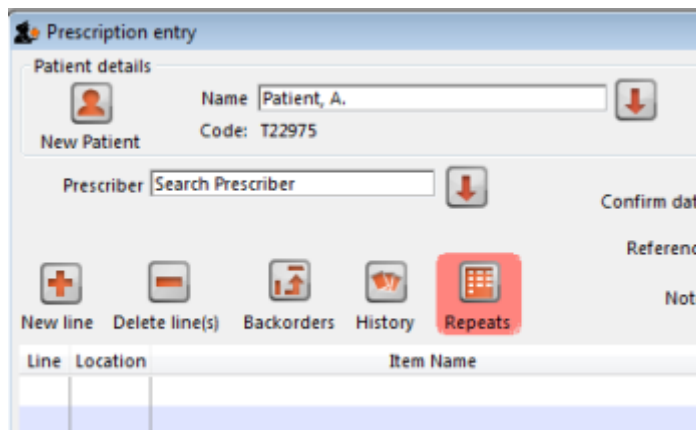 Prescription entry
Patient details
Name Patient, A.
Code: T22975
New Patient
Prescriber Search Prescriber
Confirm dat
Referenc
Not
New line Delete line(s) Backorders History Repeats
Line Location Item Name